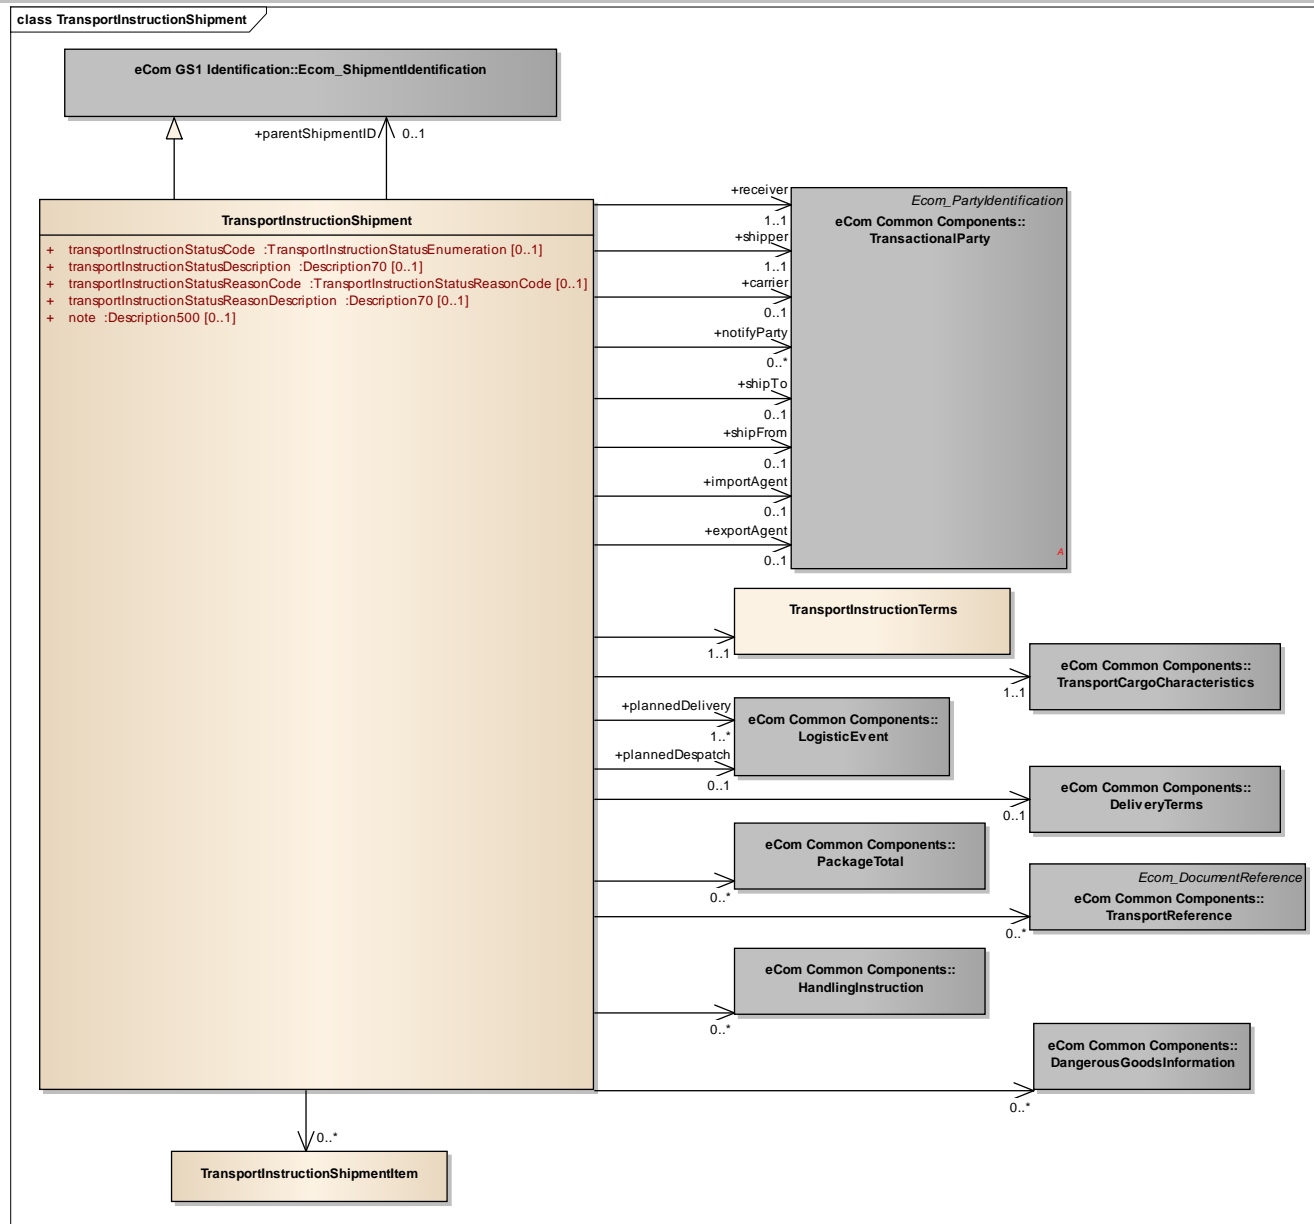 class TransportInstructionShipment
eCom GS1 Identification::Ecom_ShipmentIdentification
+parentShipmentID
0..1
TransportInstructionShipment
+ transportInstructionStatusCode :TransportInstructionStatusEnumeration [0..1]
+ transportInstructionStatusDescription :Description70 [0..1]
+ transportInstructionStatusReasonCode :TransportInstructionStatusReasonCode [0..1]
+ transportInstructionStatusReasonDescription :Description70 [0..1]
+ note :Description500 [0..1]
+receiver
1..1
+shipper
1..1
+carrier
0..1
+notifyParty
0..*
+shipTo
0..1
+shipFrom
0..1
+importAgent
0..1
+exportAgent
0..1
Ecom_PartyIdentification
eCom Common Components::
TransactionalParty
A
TransportInstructionTerms
1..1
eCom Common Components::
TransportCargoCharacteristics
1..1
+plannedDelivery
1..*
+plannedDespatch
0..1
eCom Common Components::
LogisticEvent
eCom Common Components::
DeliveryTerms
0..1
eCom Common Components::
PackageTotal
0..*
Ecom_DocumentReference
eCom Common Components::
TransportReference
0..*
eCom Common Components::
HandlingInstruction
0..*
eCom Common Components::
DangerousGoodsInformation
0..*
0..*
TransportInstructionShipmentItem